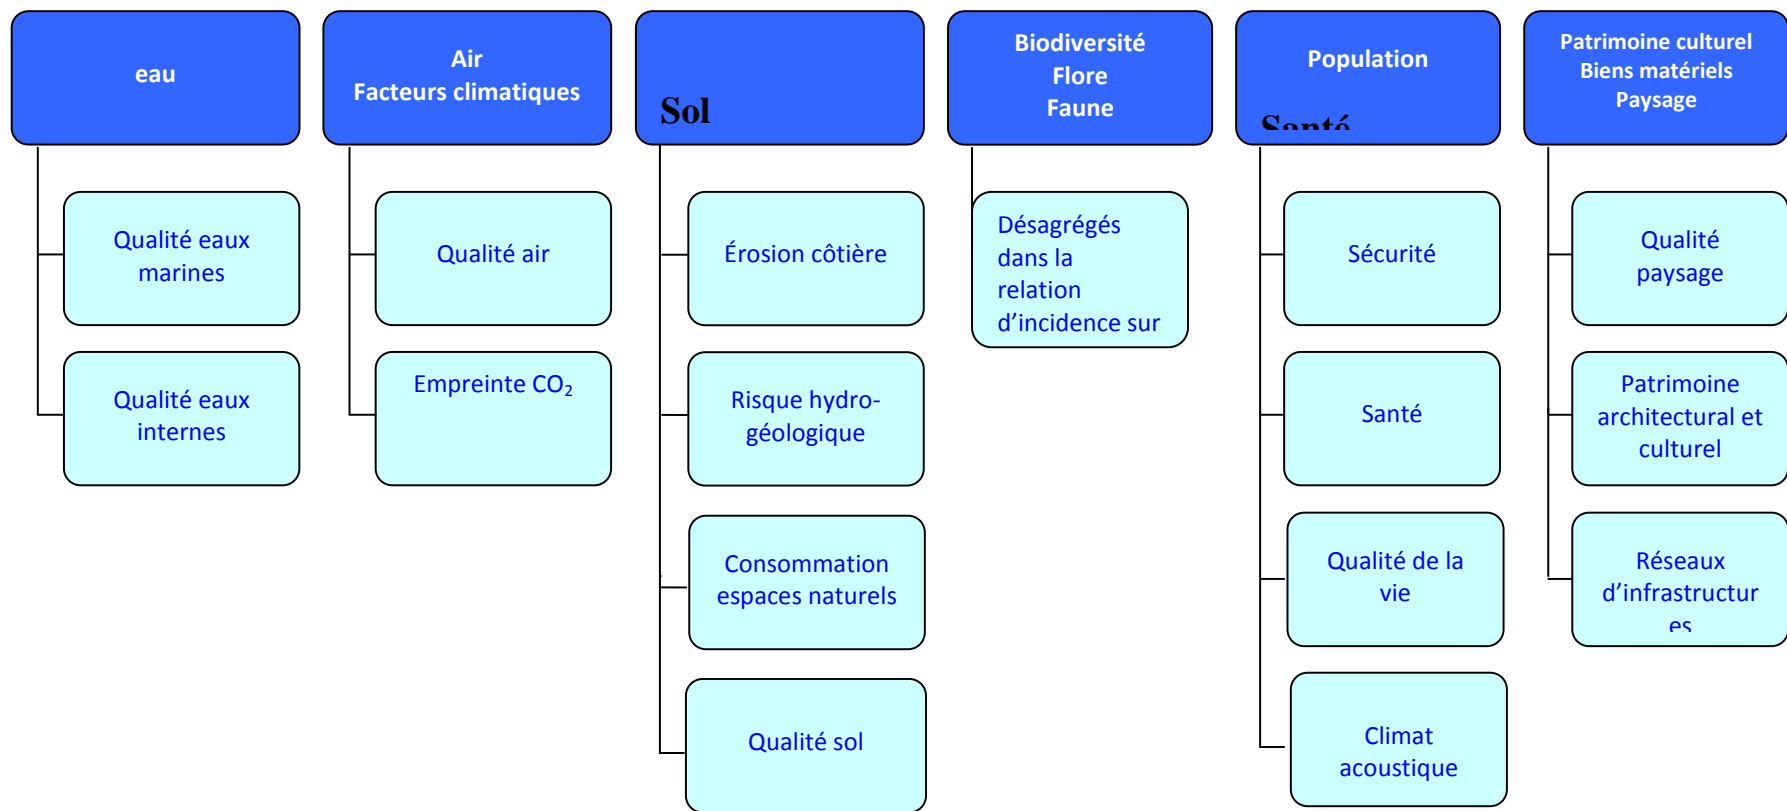 eau
Qualité eaux
marines
Qualité eaux
internes
Air
Facteurs climatiques
Qualité air
Empreinte CO₂
Sol
Érosion côtière
Risque hydro-
géologique
Consommation
espaces naturels
Qualité sol
Biodiversité
Flore
Faune
Désagrégés
dans la
relation
d’incidence sur
Population
Santé
Sécurité
Santé
Qualité de la
vie
Climat
acoustique
Patrimoine culturel
Biens matériels
Paysage
Qualité
paysage
Patrimoine
architectural et
culturel
Réseaux
d’infrastructur
es